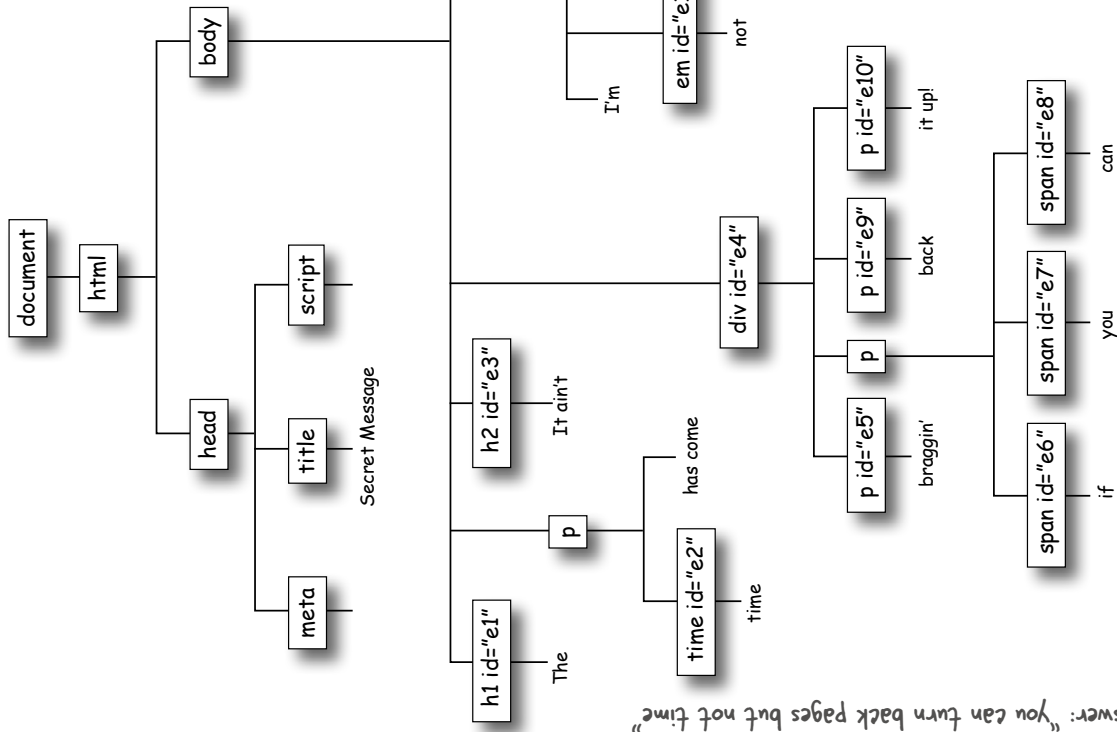 document
html
head
body
meta
title
script
Secret Message
h1 id="e1"
The
p
time id="e2"
time
has come
h2 id="e3"
It ain't
div id="e4"
p id="e5"
braggin'
p
span id="e6"
if
span id="e7"
you
span id="e8"
can
p id="e9"
back
p id="e10"
it up!
I'm
em id="e
not
wer: "you can turn back pages but not time"